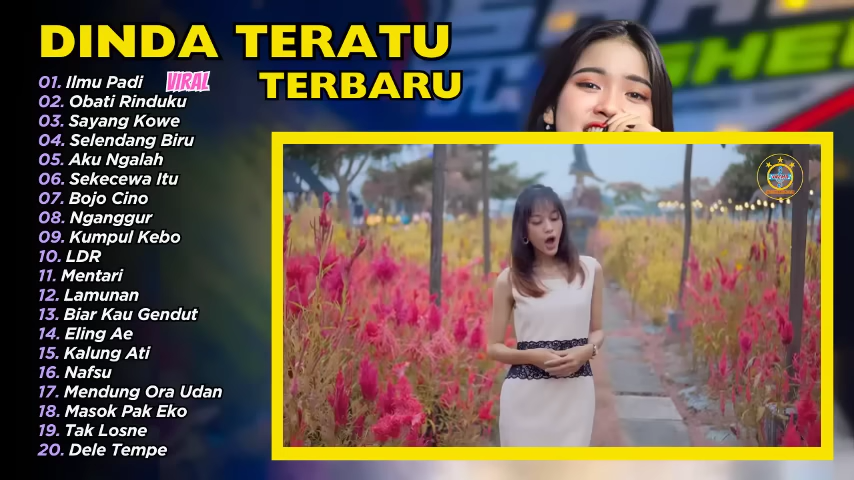 DINDA TERATU
TERBARU
01. Ilmu Padi VIRAL
02. Obati Rinduku
03. Sayang Kowe
04. Selendang Biru
05. Aku Ngalah
06. Sekecewa Itu
07. Bojo Cino
08. Nganggur
09. Kumpul Kebo
10. LDR
11. Mentari
12. Lamunan
13. Biar Kau Gendut
14. Eling Ae
15. Kalung Ati
16. Nafsu
17. Mendung Ora Udan
18. Masok Pak Eko
19. Tak Losne
20. Dele Tempe